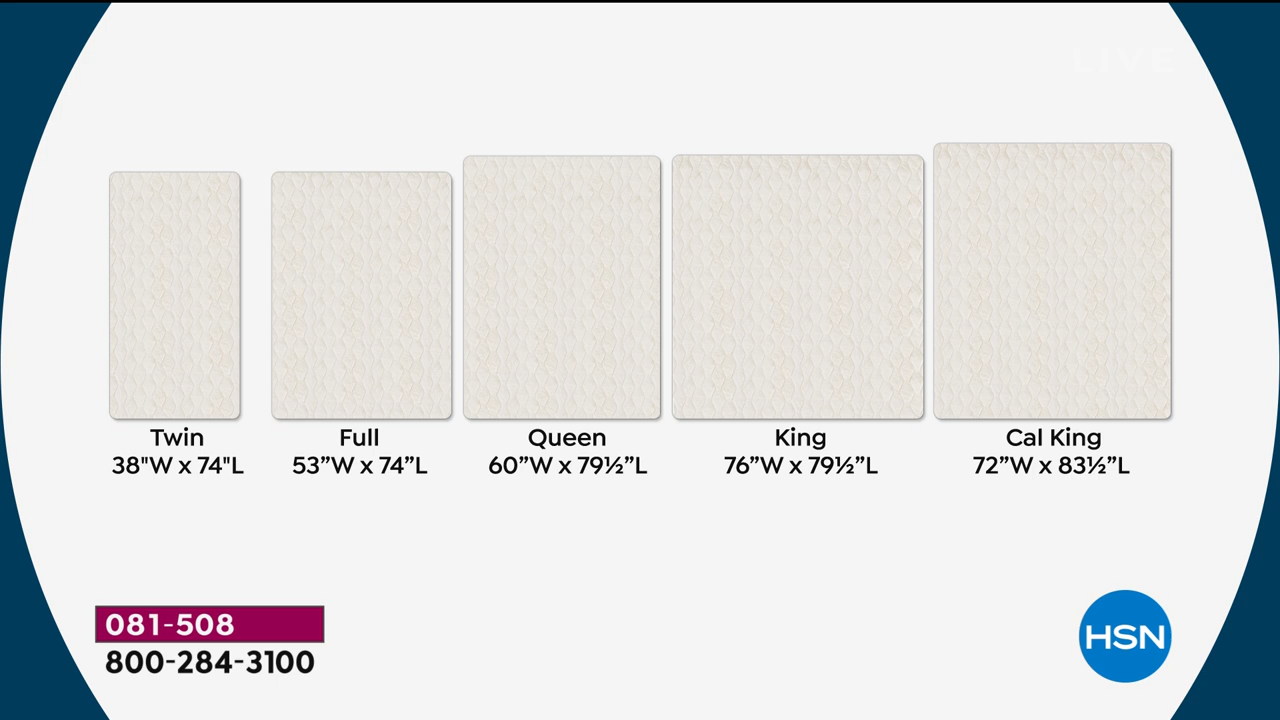 LIVE
Twin
38"W x 74"L
Full
53”W x 74”L
Queen
60”W x 79½”L
King
76”W x 79½”L
Cal King
72”W x 83½”L
081-508
800-284-3100
HSN